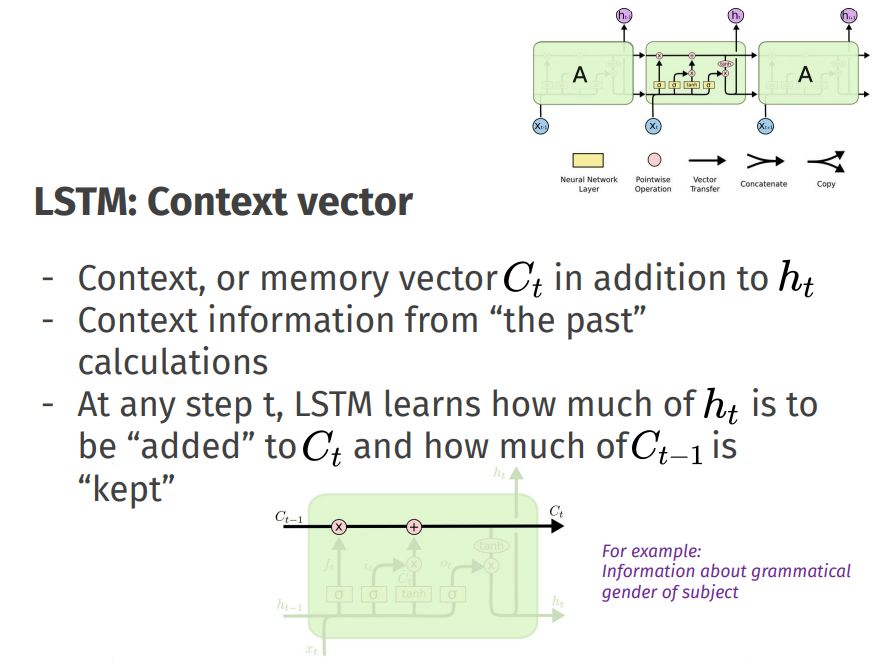 h_{t-1} h_t h_{t+1}
A A
x x + tanh x
σ σ tanh σ
X_{t-1} X_t X_{t+1}
Neural Network Layer
Pointwise Operation
Vector Transfer
Concatenate
Copy
LSTM: Context vector
- Context, or memory vector C_t in addition to h_t
- Context information from “the past”
calculations
- At any step t, LSTM learns how much of h_t is to
be “added” to C_t and how much of C_{t-1} is
“kept”
h_t
C_{t-1} x + C_t
tanh
f_t i_t x o_t x
C̃_t
σ σ tanh σ
h_{t-1} h_t
x_t
For example:
Information about grammatical
gender of subject